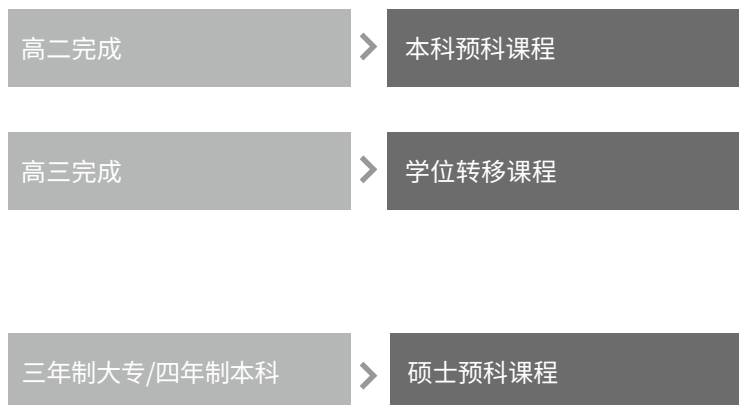 高二完成
本科预科课程
高三完成
学位转移课程
三年制大专/四年制本科
硕士预科课程